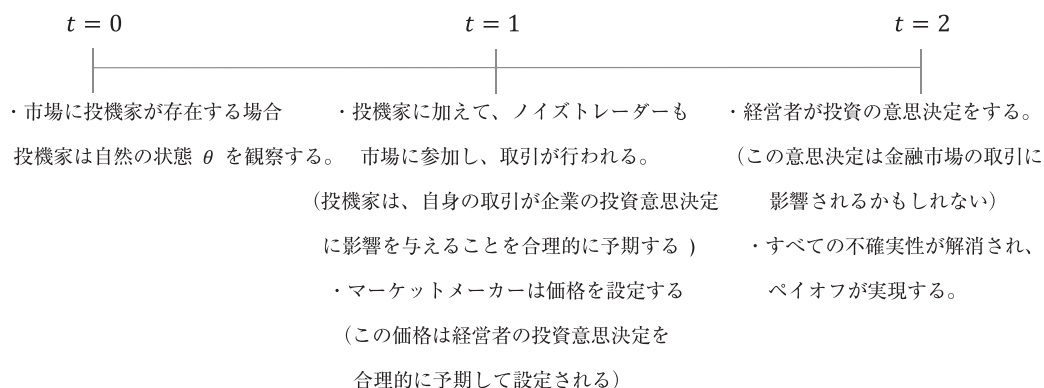 t = 0
t = 1
t = 2
・市場に投機家が存在する場合
投機家は自然の状態 θ を観察する。
・投機家に加えて、ノイズトレーダーも
市場に参加し、取引が行われる。
(投機家は、自身の取引が企業の投資意思決定
に影響を与えることを合理的に予期する )
・マーケットメーカーは価格を設定する
(この価格は経営者の投資意思決定を
合理的に予期して設定される)
・経営者が投資の意思決定をする。
(この意思決定は金融市場の取引に
影響されるかもしれない)
・すべての不確実性が解消され、
ペイオフが実現する。